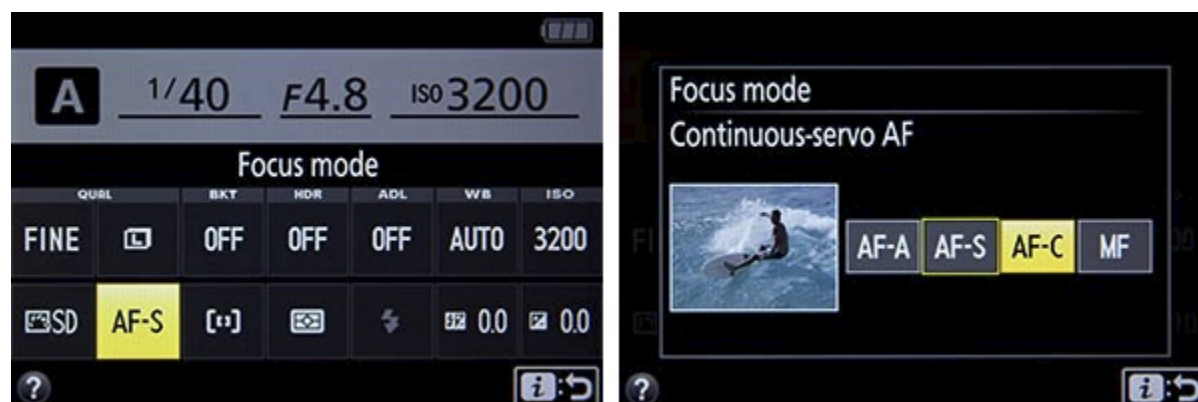 A 1/40 F4.8 ISO 3200
Focus mode
QUAL BKT HDR ADL WB ISO
FINE L OFF OFF OFF AUTO 3200
SD AF-S 0.0 0.0
? i
Focus mode
Continuous-servo AF
AF-A AF-S AF-C MF
? i